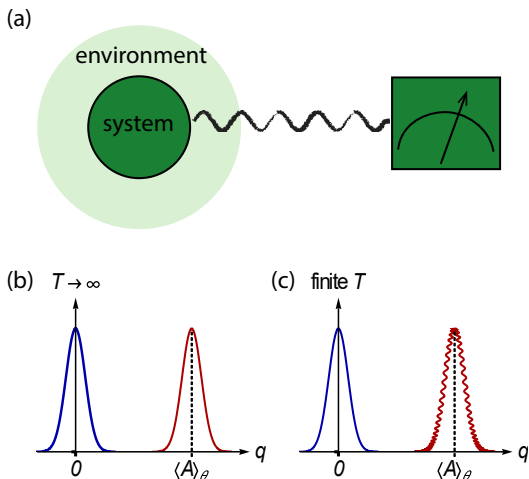 (a)
environment
system
(b) T → ∞
(c) finite T
0 ⟨A⟩θ q
0 ⟨A⟩θ q